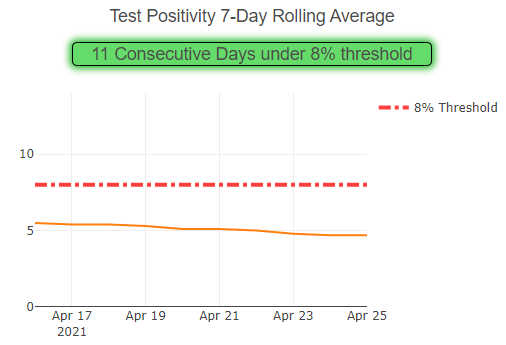 Test Positivity 7-Day Rolling Average
11 Consecutive Days under 8% threshold
8% Threshold
10
5
0
Apr 17 Apr 19 Apr 21 Apr 23 Apr 25
2021